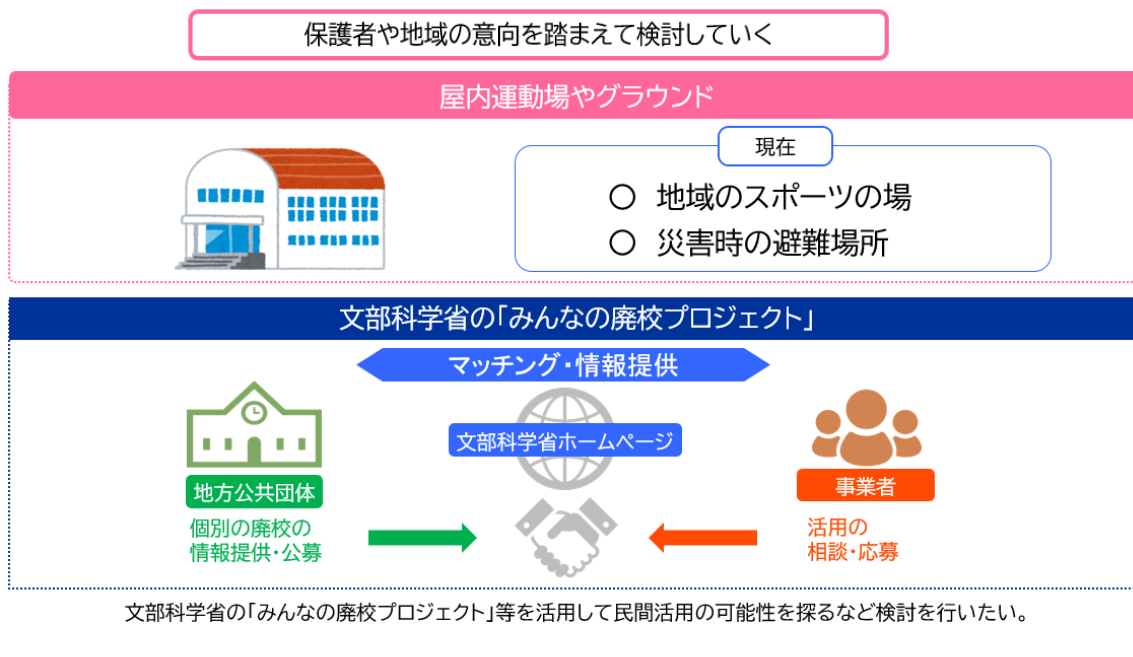 保護者や地域の意向を踏まえて検討していく
屋内運動場やグラウンド
現在
○ 地域のスポーツの場
○ 災害時の避難場所
文部科学省の「みんなの廃校プロジェクト」
マッチング・情報提供
文部科学省ホームページ
地方公共団体
個別の廃校の
情報提供・公募
事業者
活用の
相談・応募
文部科学省の「みんなの廃校プロジェクト」等を活用して民間活用の可能性を探るなど検討を行いたい。